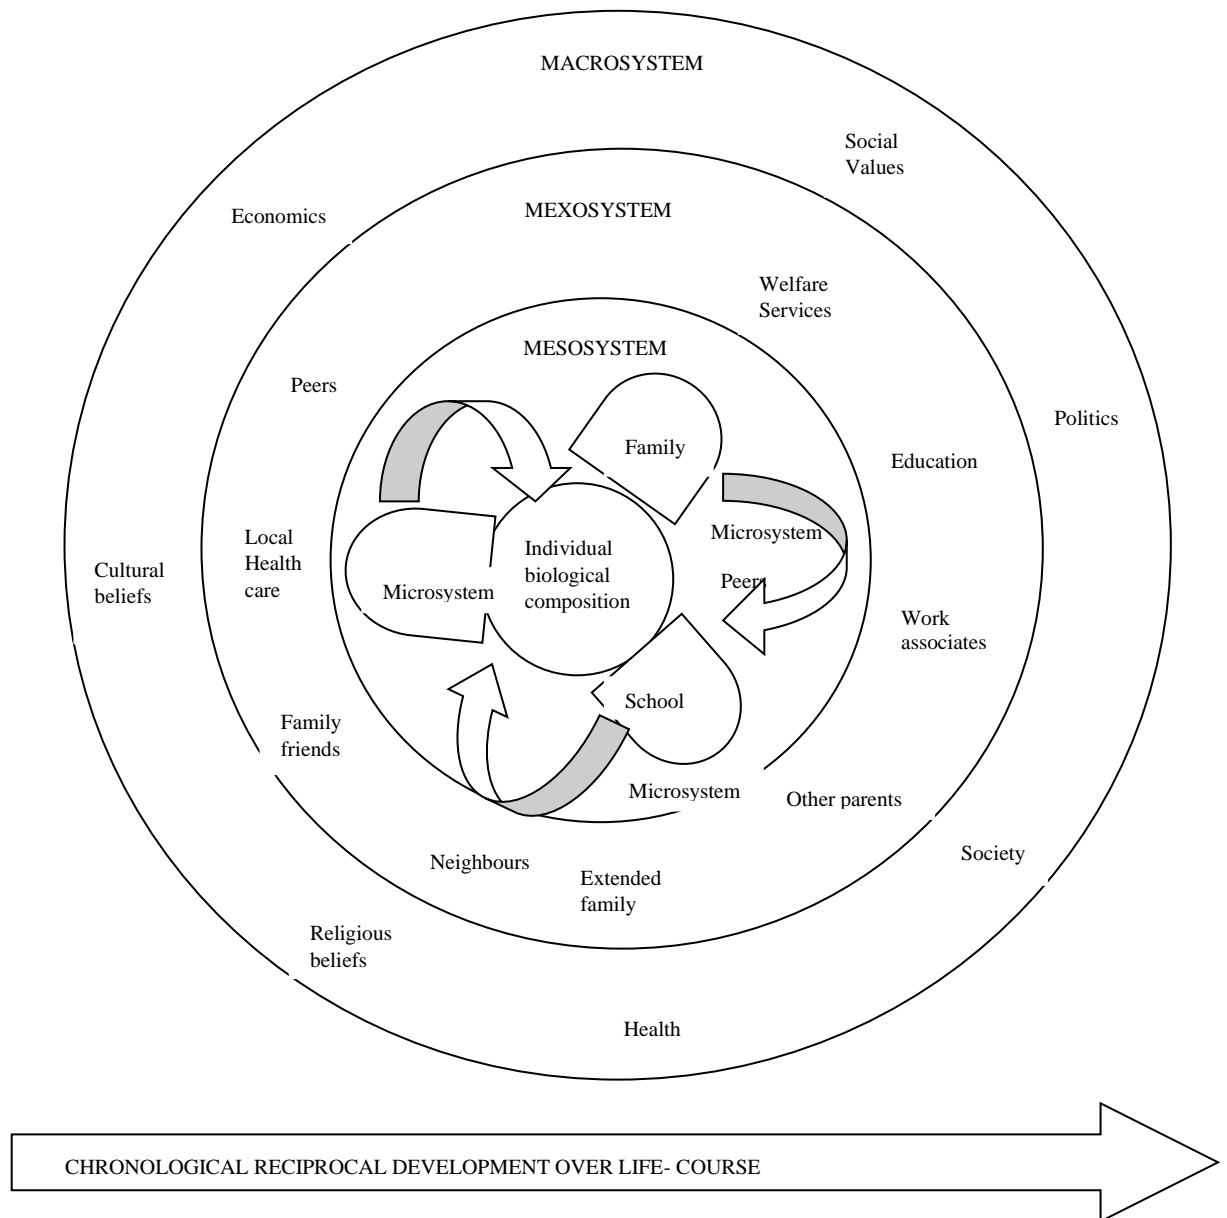 MACROSYSTEM
Social
Values
Economics
MEXOSYSTEM
Welfare
Services
MESOSYSTEM
Peers
Politics
Family
Education
Microsystem
Local
Health
care
Individual
biological
composition
Cultural
beliefs
Microsystem
Peers
Work
associates
School
Family
friends
Microsystem
Other parents
Neighbours
Society
Extended
family
Religious
beliefs
Health
CHRONOLOGICAL RECIPROCAL DEVELOPMENT OVER LIFE- COURSE